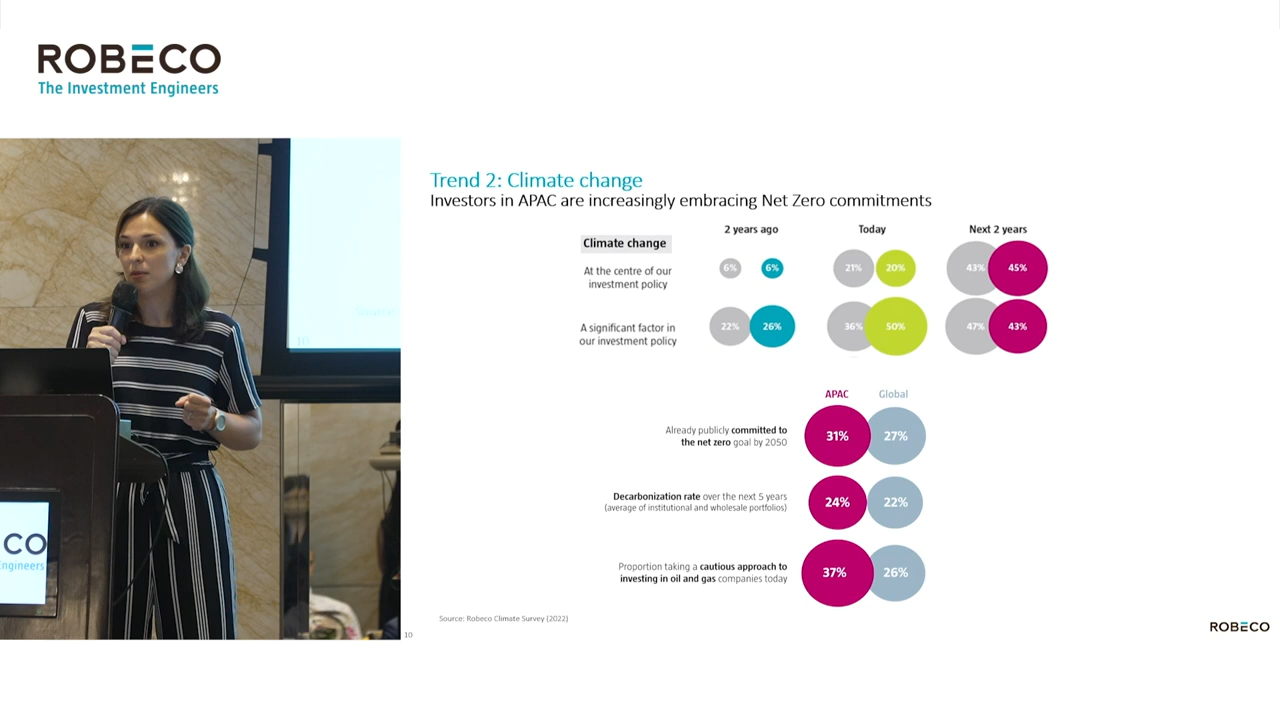 ROBECO
The Investment Engineers
Trend 2: Climate change
Investors in APAC are increasingly embracing Net Zero commitments
2 years ago
Today
Next 2 years
Climate change
At the centre of our
investment policy
6%
6%
21%
20%
43%
45%
A significant factor in
our investment policy
22%
26%
36%
50%
47%
43%
APAC
Global
Already publicly committed to
the net zero goal by 2050
31%
27%
Decarbonization rate over the next 5 years
(average of institutional and wholesale portfolios)
24%
22%
Proportion taking a cautious approach to
investing in oil and gas companies today
37%
26%
Source: Robeco Climate Survey (2022)
10
ROBECO
10
CO
Engineers